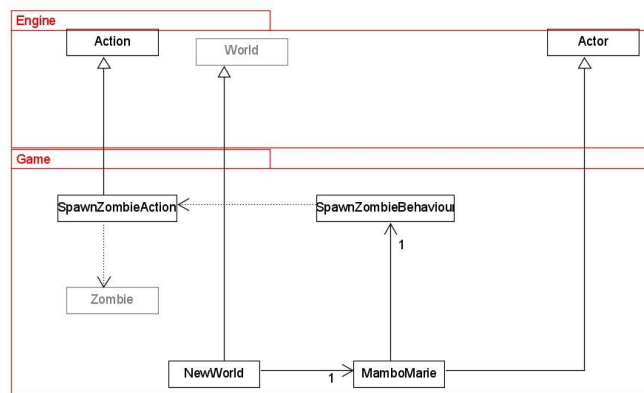 Engine
Action
World
Actor
Game
SpawnZombieAction
SpawnZombieBehaviour
1
Zombie
NewWorld
1
MamboMarie